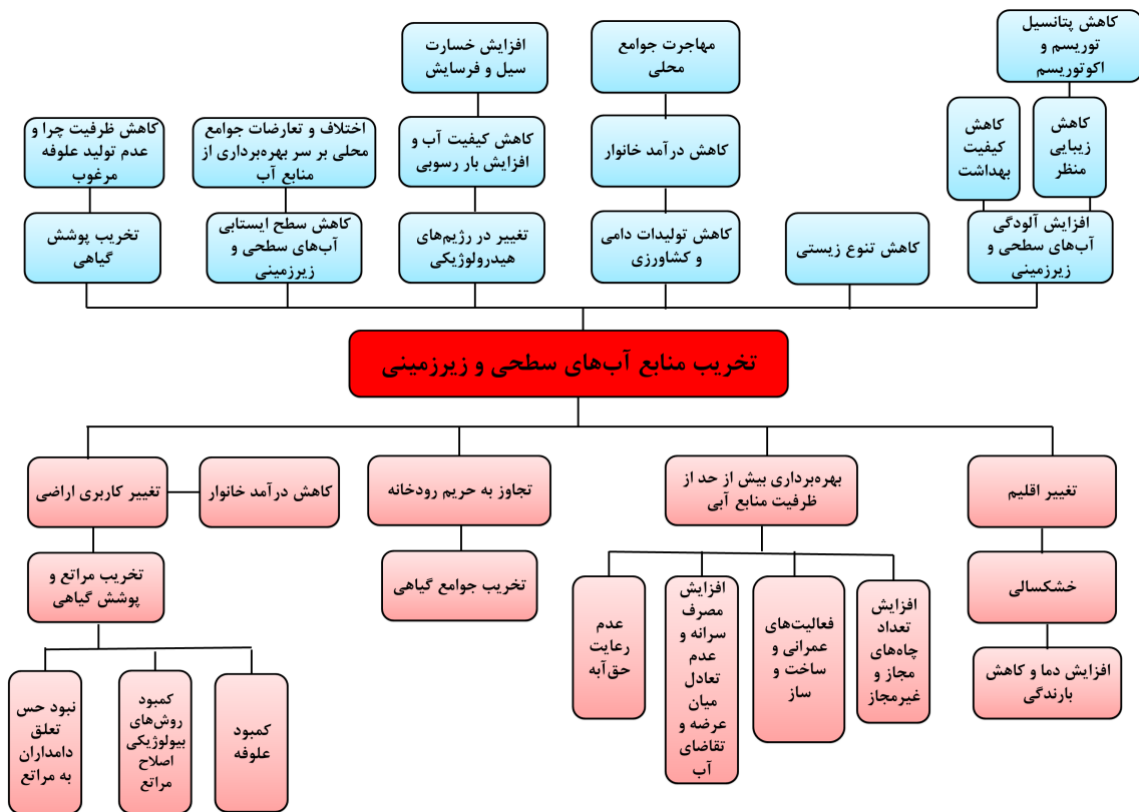 کاهش پتانسیل
توریسم و
اکوتوریسم
مهاجرت جوامع
محلی
افزایش خسارت
سیل و فرسایش
کاهش
زیبایی
منظر
کاهش
کیفیت
بهداشت
کاهش درآمد خانوار
کاهش کیفیت آب و
افزایش بار رسوبی
اختلاف و تعارضات جوامع
محلی بر سر بهره‌برداری از
منابع آب
کاهش ظرفیت چرا و
عدم تولید علوفه
مرغوب
افزایش آلودگی
آب‌های سطحی و
زیرزمینی
کاهش تنوع زیستی
کاهش تولیدات دامی
و کشاورزی
تغییر در رژیم‌های
هیدرولوژیکی
کاهش سطح ایستابی
آب‌های سطحی و
زیرزمینی
تخریب پوشش
گیاهی
تخریب منابع آب‌های سطحی و زیرزمینی
تغییر اقلیم
بهره‌برداری بیش از حد از
ظرفیت منابع آبی
تجاوز به حریم رودخانه
کاهش درآمد خانوار
تغییر کاربری اراضی
خشکسالی
افزایش
تعداد
چاه‌های
مجاز و
غیرمجاز
فعالیت‌های
عمرانی و
ساخت و
ساز
افزایش
مصرف
سرانه و
عدم
تعادل
میان
عرضه و
تقاضای
آب
عدم
رعایت
حق‌آبه
تخریب جوامع گیاهی
تخریب مراتع و
پوشش گیاهی
افزایش دما و کاهش
بارندگی
کمبود
علوفه
کمبود
روش‌های
بیولوژیکی
اصلاح
مراتع
نبود حس
تعلق
دامداران
به مراتع